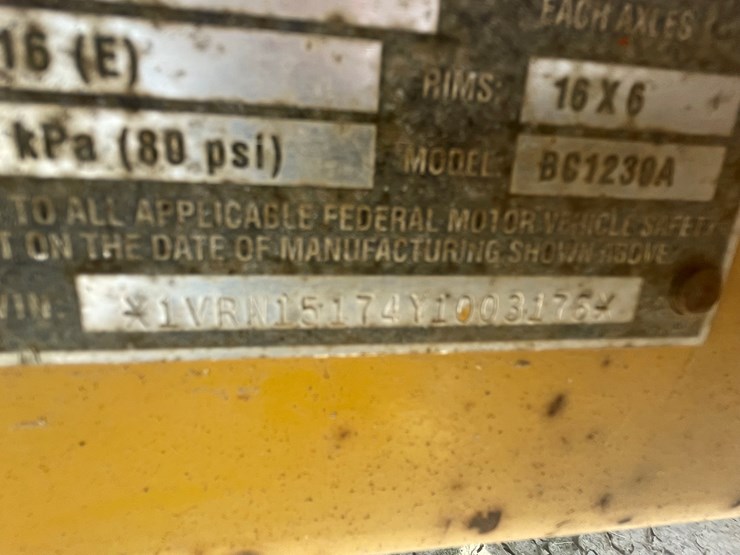 EACH AXLES
16 (E)
RIMS 16 X 6
kPa (80 psi)
MODEL BC1230A
TO ALL APPLICABLE FEDERAL MOTOR VEHICLE SAFETY
ON THE DATE OF MANUFACTURING SHOWN ABOVE
VIN: *1VRN15174Y1003176*